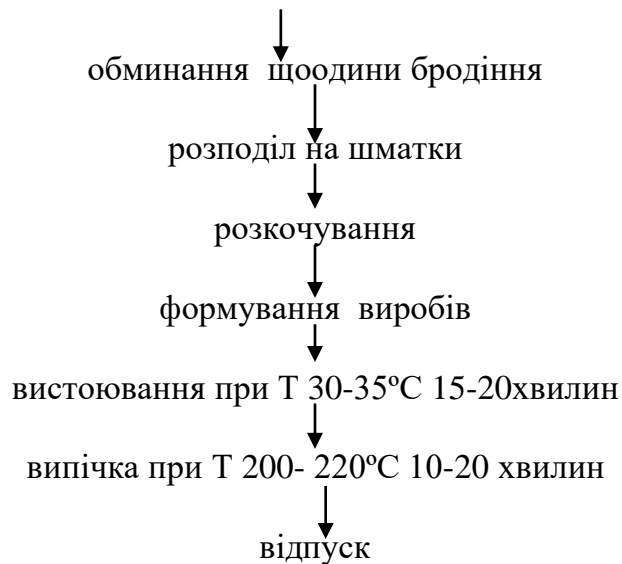 обминання щоодини бродіння
розподіл на шматки
розкочування
формування виробів
вистоювання при Т 30-35ºС 15-20хвилин
випічка при Т 200- 220ºС 10-20 хвилин
відпуск